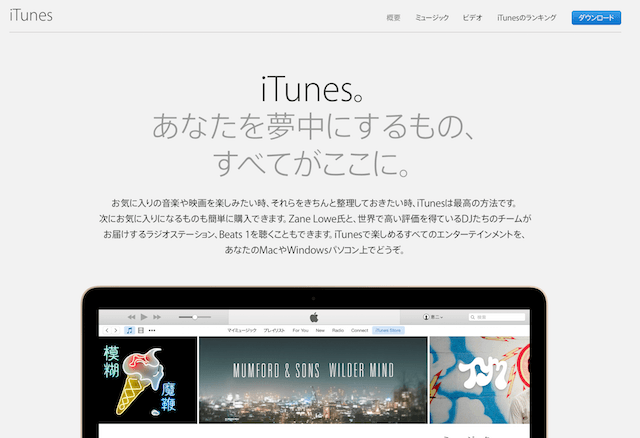 iTunes
概要 ミュージック ビデオ iTunesのランキング ダウンロード
iTunes。
あなたを夢中にするもの、
すべてがここに。
お気に入りの音楽や映画を楽しみたい時、それらをきちんと整理しておきたい時、iTunesは最高の方法です。
次にお気に入りになるものも簡単に購入できます。Zane Lowe氏と、世界で高い評価を得ているDJたちのチームが
お届けするラジオステーション、Beats 1を聴くこともできます。iTunesで楽しめるすべてのエンターテインメントを、
あなたのMacやWindowsパソコン上でどうぞ。
検索
マイミュージック プレイリスト For You New Radio Connect iTunes Store
模糊
魔鞭
MUMFORD & SONS WILDER MIND